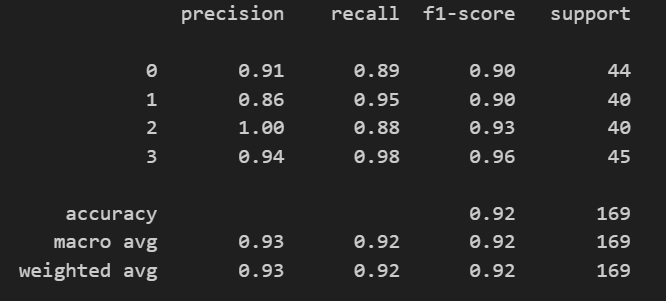 precision recall f1-score support
0 0.91 0.89 0.90 44
1 0.86 0.95 0.90 40
2 1.00 0.88 0.93 40
3 0.94 0.98 0.96 45
accuracy 0.92 169
macro avg 0.93 0.92 0.92 169
weighted avg 0.93 0.92 0.92 169